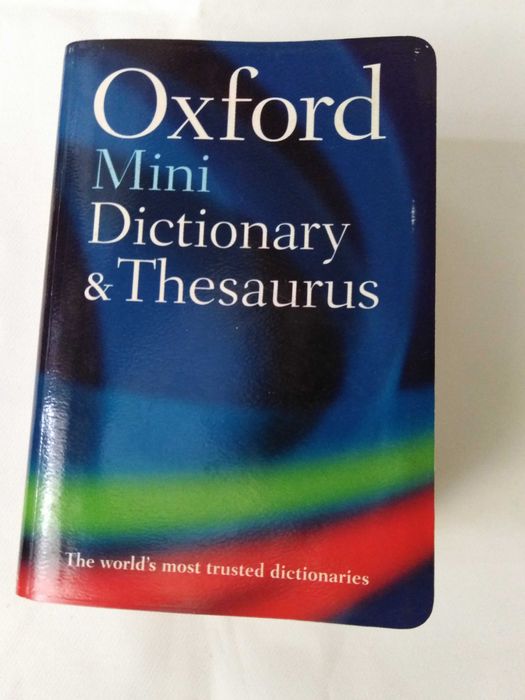 Oxford
Mini
Dictionary
& Thesaurus
The world's most trusted dictionaries